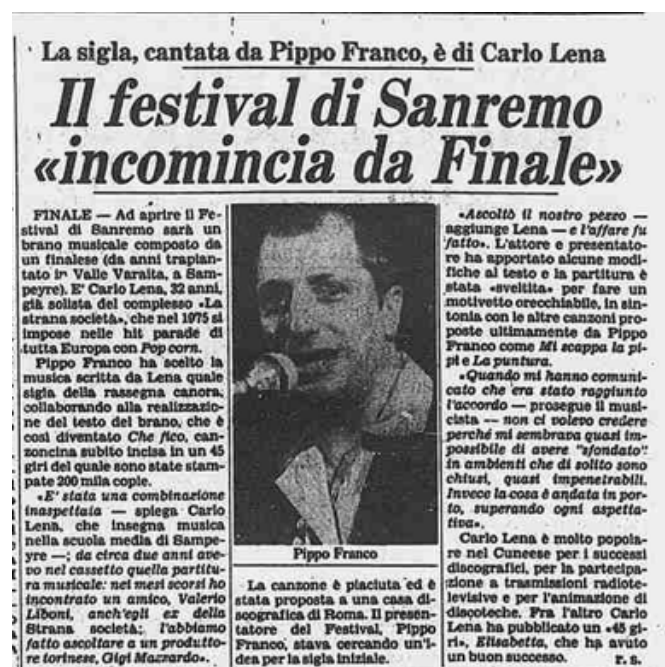 La sigla, cantata da Pippo Franco, è di Carlo Lena
Il festival di Sanremo
«incomincia da Finale»
FINALE — Ad aprire il Fe-
stival di Sanremo sarà un
brano musicale composto da
un finalese (da anni trapian-
tato in Valle Varaita, a Sam-
peyre). E' Carlo Lena, 32 anni,
già solista del complesso «La
strana società», che nel 1975 si
impose nelle hit parade di
tutta Europa con Pop corn.
Pippo Franco ha scelto la
musica scritta da Lena quale
sigla della rassegna canora,
collaborando alla realizzazio-
ne del testo del brano, che è
così diventato Che fico, can-
zoncina subito incisa in un 45
giri del quale sono state stam-
pate 200 mila copie.
«E' stata una combinazione
inaspettata — spiega Carlo
Lena, che insegna musica
nella scuola media di Sampe-
yre —; da circa due anni ave-
vo nel cassetto quella partitu-
ra musicale: nei mesi scorsi ho
incontrato un amico, Valerio
Liboni, anch'egli ex della
Strana società; l'abbiamo
fatto ascoltare a un produtto-
re torinese, Gigi Mazzardo».
Pippo Franco
La canzone è piaciuta ed è
stata proposta a una casa di-
scografica di Roma. Il presen-
tatore del Festival, Pippo
Franco, stava cercando un'i-
dea per la sigla iniziale.
«Ascoltò il nostro pezzo —
aggiunge Lena — e l'affare fu
fatto». L'attore e presentato-
re ha apportato alcune modi-
fiche al testo e la partitura è
stata «sveltita» per fare un
motivetto orecchiabile, in sin-
tonia con le altre canzoni pro-
poste ultimamente da Pippo
Franco come Mi scappa la pi-
pì e La puntura.
«Quando mi hanno comuni-
cato che era stato raggiunto
l'accordo — prosegue il musi-
cista — non ci volevo credere
perché mi sembrava quasi im-
possibile di avere "sfondato"
in ambienti che di solito sono
chiusi, quasi impenetrabili.
Invece la cosa è andata in por-
to, superando ogni aspetta-
tiva».
Carlo Lena è molto popola-
re nel Cuneese per i successi
discografici, per la partecipa-
zione a trasmissioni radiote-
levisive e per l'animazione di
discoteche. Fra l'altro Carlo
Lena ha pubblicato un «45 gi-
ri», Elisabetta, che ha avuto
un buon successo.
r. s.